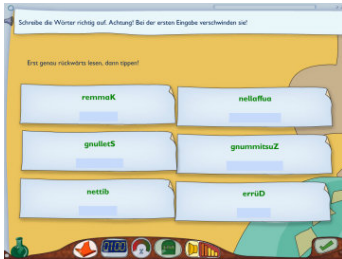 Schreibe die Wörter richtig auf. Achtung! Bei der ersten Eingabe verschwinden sie!
Erst genau rückwärts lesen, dann tippen!
remmaK
nellaffua
gnulletS
gnummitsuZ
nettib
errüD